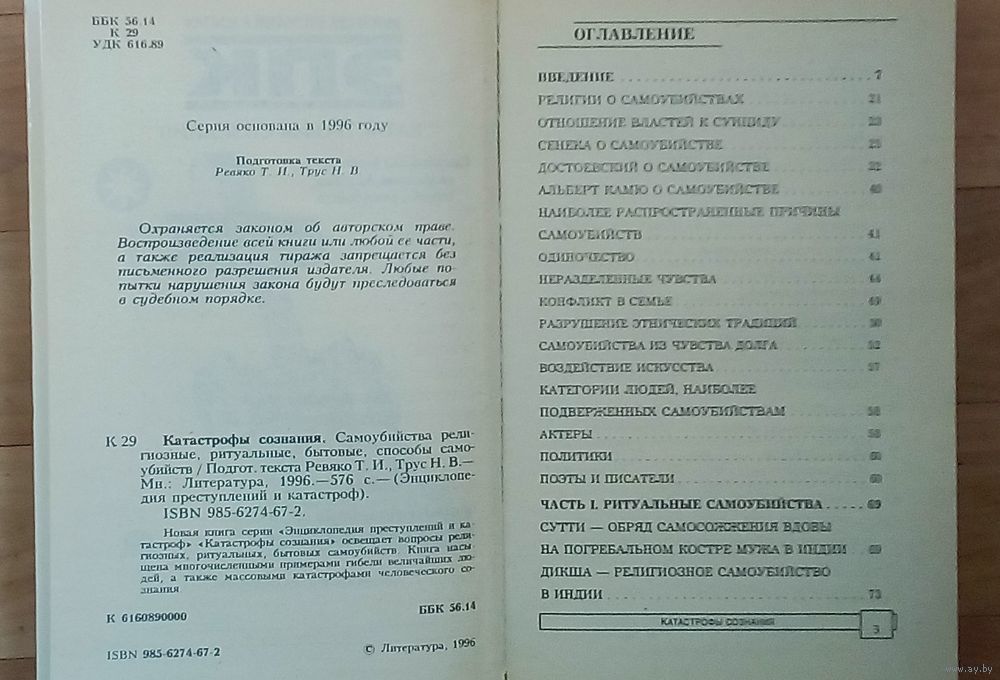 ББК 56.14
К 29
УДК 616.89
ЭПК
Серия основана в 1996 году
Подготовка текста
Ревяко Т. И., Трус Н. В
Охраняется законом об авторском праве.
Воспроизведение всей книги или любой ее части,
а также реализация тиража запрещается без
письменного разрешения издателя. Любые по-
пытки нарушения закона будут преследоваться
в судебном порядке.
К 29 Катастрофы сознания. Самоубийства рели-
гиозные, ритуальные, бытовые, способы само-
убийств / Подгот. текста Ревяко Т. И., Трус Н. В.—
Мн.: Литература, 1996.—576 с.— (Энциклопе-
дия преступлений и катастроф).
ISBN 985-6274-67-2.
Новая книга серии «Энциклопедия преступлений и ка-
тастроф» «Катастрофы сознания» освещает вопросы рели-
гиозных, ритуальных, бытовых самоубийств. Книга насы-
щена многочисленными примерами гибели величайших лю-
дей, а также массовыми катастрофами человеческого со-
знания
К 6160890000
ББК 56.14
ISBN 985-6274-67-2
© Литература, 1996
ОГЛАВЛЕНИЕ
ВВЕДЕНИЕ 7
РЕЛИГИИ О САМОУБИЙСТВАХ 21
ОТНОШЕНИЕ ВЛАСТЕЙ К СУИЦИДУ
СЕНЕКА О САМОУБИЙСТВЕ
ДОСТОЕВСКИЙ О САМОУБИЙСТВЕ 32
АЛЬБЕРТ КАМЮ О САМОУБИЙСТВЕ 40
НАИБОЛЕЕ РАСПРОСТРАНЕННЫЕ ПРИЧИНЫ
САМОУБИЙСТВ 41
ОДИНОЧЕСТВО 41
НЕРАЗДЕЛЕННЫЕ ЧУВСТВА 44
КОНФЛИКТ В СЕМЬЕ 49
РАЗРУШЕНИЕ ЭТНИЧЕСКИХ ТРАДИЦИЙ 50
САМОУБИЙСТВА ИЗ ЧУВСТВА ДОЛГА 52
ВОЗДЕЙСТВИЕ ИСКУССТВА 57
КАТЕГОРИИ ЛЮДЕЙ, НАИБОЛЕЕ
ПОДВЕРЖЕННЫХ САМОУБИЙСТВАМ 58
АКТЕРЫ 58
ПОЛИТИКИ 60
ПОЭТЫ И ПИСАТЕЛИ 60
ЧАСТЬ I. РИТУАЛЬНЫЕ САМОУБИЙСТВА 69
СУТТИ — ОБРЯД САМОСОЖЖЕНИЯ ВДОВЫ
НА ПОГРЕБАЛЬНОМ КОСТРЕ МУЖА В ИНДИИ 69
ДИКША — РЕЛИГИОЗНОЕ САМОУБИЙСТВО
В ИНДИИ 73
КАТАСТРОФЫ СОЗНАНИЯ
3
www.ay.by